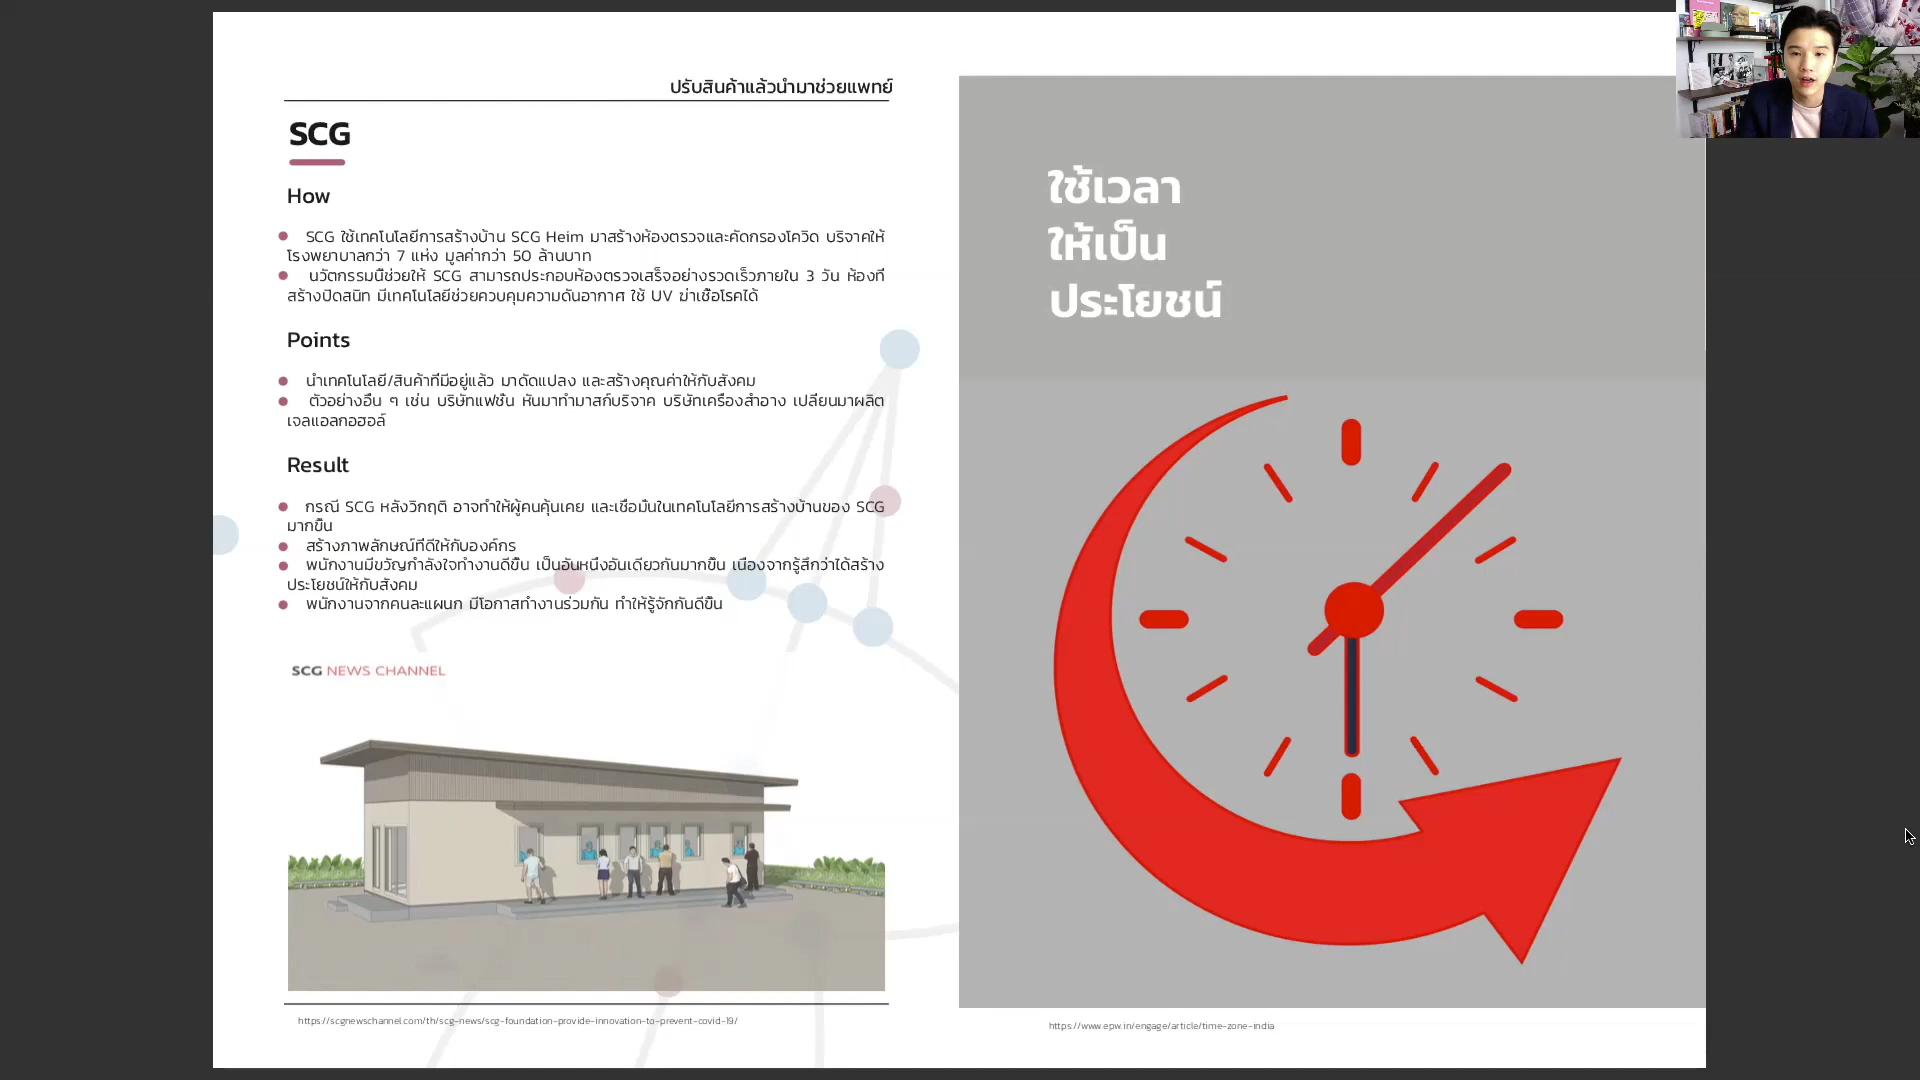 ปรับสินค้าแล้วนำมาช่วยแพทย์
SCG
How
SCG ใช้เทคโนโลยีการสร้างบ้าน SCG Heim มาสร้างห้องตรวจและคัดกรองโควิด บริจาคให้
โรงพยาบาลกว่า 7 แห่ง มูลค่ากว่า 50 ล้านบาท
นวัตกรรมนี้ช่วยให้ SCG สามารถประกอบห้องตรวจเสร็จอย่างรวดเร็วภายใน 3 วัน ห้องที่
สร้างปิดสนิท มีเทคโนโลยีช่วยควบคุมความดันอากาศ ใช้ UV ฆ่าเชื้อโรคได้
Points
นำเทคโนโลยี/สินค้าที่มีอยู่แล้ว มาดัดแปลง และสร้างคุณค่าให้กับสังคม
ตัวอย่างอื่น ๆ เช่น บริษัทแฟชั่น หันมาทำมาสก์บริจาค บริษัทเครื่องสำอาง เปลี่ยนมาผลิต
เจลแอลกอฮอล์
Result
กรณี SCG หลังวิกฤติ อาจทำให้ผู้คนคุ้นเคย และเชื่อมั่นในเทคโนโลยีการสร้างบ้านของ SCG
มากขึ้น
สร้างภาพลักษณ์ที่ดีให้กับองค์กร
พนักงานมีขวัญกำลังใจทำงานดีขึ้น เป็นอันหนึ่งอันเดียวกันมากขึ้น เนื่องจากรู้สึกว่าได้สร้าง
ประโยชน์ให้กับสังคม
พนักงานจากคนละแผนก มีโอกาสทำงานร่วมกัน ทำให้รู้จักกันดีขึ้น
SCG NEWS CHANNEL
https://scgnewschannel.com/th/scg-news/scg-foundation-provide-innovation-to-prevent-covid-19/
ใช้เวลา
ให้เป็น
ประโยชน์
https://www.epw.in/engage/article/time-zone-india